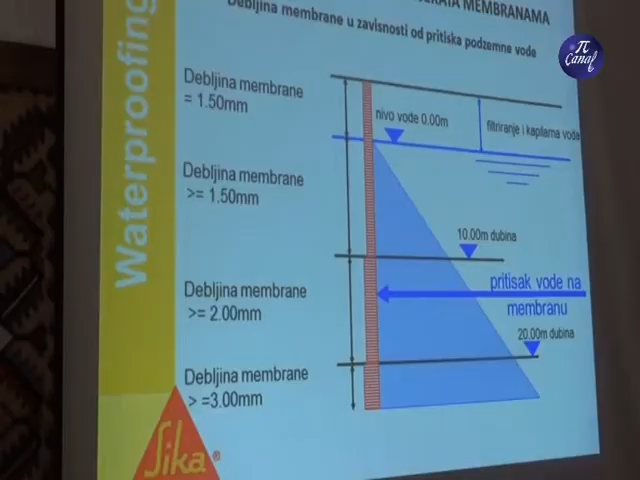 MEMBRANAMA
Debljina membrane u zavisnosti od pritiska podzemne vode
π
Canal
Waterproofing
Debljina membrane
= 1.50mm
nivo vode 0.00m
filtriranje i kapilarna voda
Debljina membrane
>= 1.50mm
10.00m dubina
Debljina membrane
>= 2.00mm
pritisak vode na
membranu
20.00m dubina
Debljina membrane
> =3.00mm
Sika®